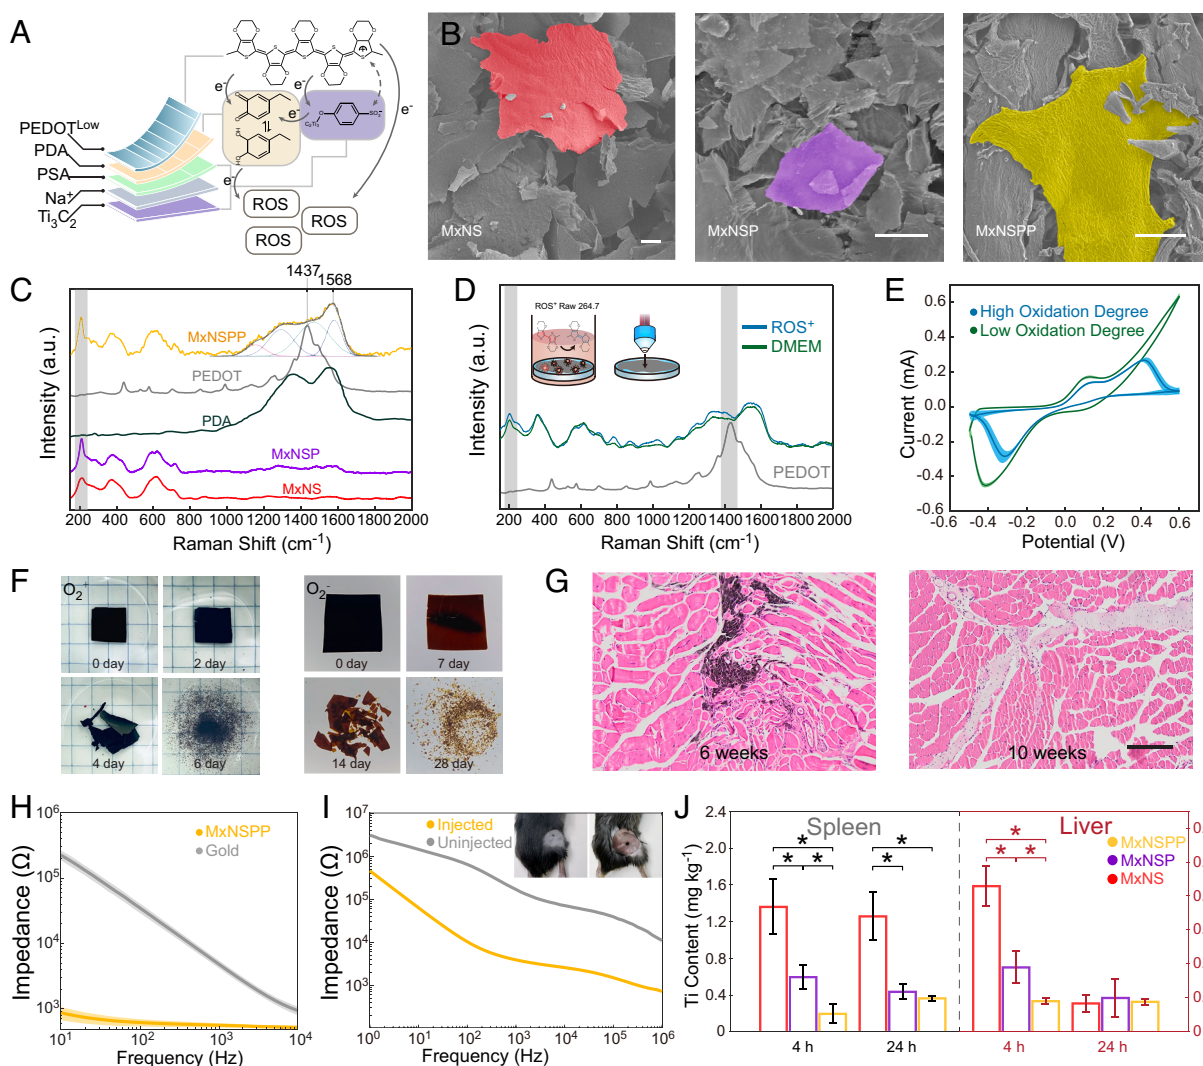 A
PEDOT^Low
PDA
PSA
Na⁺
Ti₃C₂
e⁻
e⁻
e⁻
e⁻
e⁻
SO₃⁻
C₂Ti₃
ROS
ROS
ROS
B
MxNS
MxNSP
MxNSPP
C
1437
1568
MxNSPP
PEDOT
PDA
MxNSP
MxNS
Intensity (a.u.)
200 400 600 800 1000 1200 1400 1600 1800 2000
Raman Shift (cm⁻¹)
D
ROS⁺ Raw 264.7
ROS⁺
DMEM
PEDOT
Intensity (a.u.)
200 400 600 800 1000 1200 1400 1600 1800 2000
Raman Shift (cm⁻¹)
E
High Oxidation Degree
Low Oxidation Degree
Current (mA)
0.6
0.4
0.2
0.0
-0.2
-0.4
-0.6
-0.6 -0.4 -0.2 0.0 0.2 0.4 0.6
Potential (V)
F
O₂⁺
0 day
2 day
4 day
6 day
O₂⁻
0 day
7 day
14 day
28 day
G
6 weeks
10 weeks
H
MxNSPP
Gold
Impedance (Ω)
10⁶
10⁵
10⁴
10³
10¹ 10² 10³ 10⁴
Frequency (Hz)
I
Injected
Uninjected
Impedance (Ω)
10⁷
10⁶
10⁵
10⁴
10³
10⁰ 10¹ 10² 10³ 10⁴ 10⁵ 10⁶
Frequency (Hz)
J
Spleen
Liver
MxNSPP
MxNSP
MxNS
Ti Content (mg kg⁻¹)
2.4
2.0
1.6
1.2
0.8
0.4
0
* * *
* *
* * *
4 h 24 h 4 h 24 h